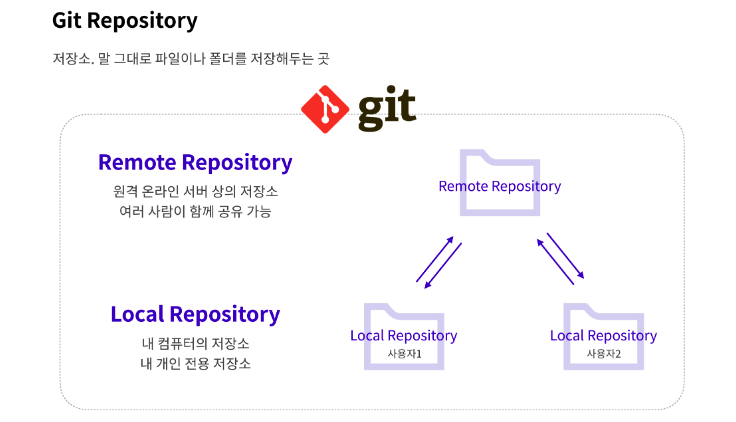 Git Repository
저장소. 말 그대로 파일이나 폴더를 저장해두는 곳
git
Remote Repository
원격 온라인 서버 상의 저장소
여러 사람이 함께 공유 가능
Remote Repository
Local Repository
내 컴퓨터의 저장소
내 개인 전용 저장소
Local Repository
사용자1
Local Repository
사용자2